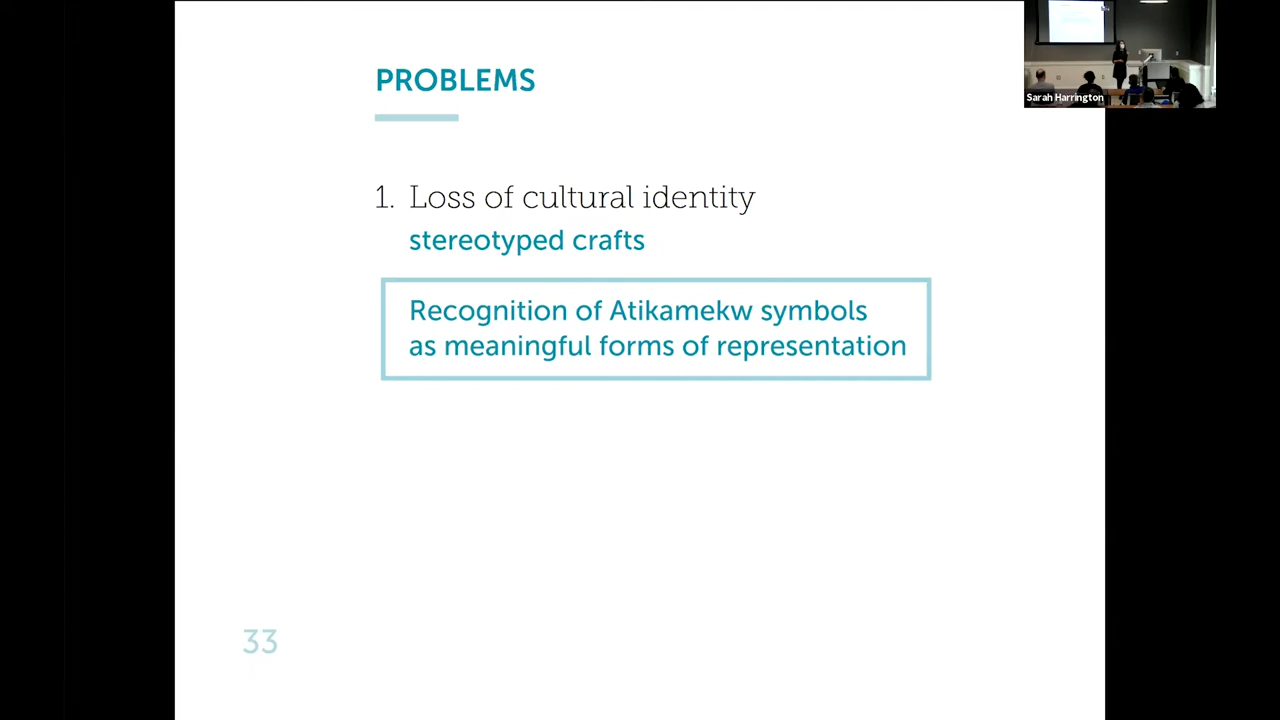 PROBLEMS
1. Loss of cultural identity
stereotyped crafts
Recognition of Atikamekw symbols
as meaningful forms of representation
33
Sarah Harrington